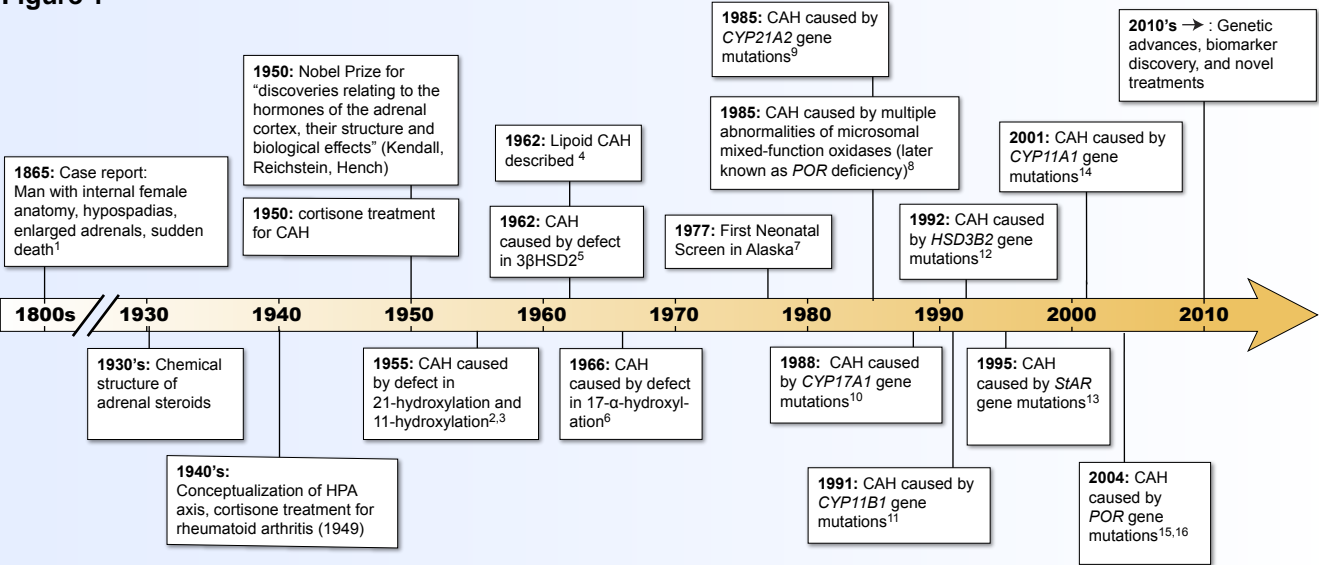 1865: Case report:
Man with internal female
anatomy, hypospadias,
enlarged adrenals, sudden
death1
1950: Nobel Prize for
“discoveries relating to the
hormones of the adrenal
cortex, their structure and
biological effects” (Kendall,
Reichstein, Hench)
1950: cortisone treatment
for CAH
1962: Lipoid CAH
described 4
1962: CAH
caused by defect
in 3βHSD25
1977: First Neonatal
Screen in Alaska7
1985: CAH caused by
CYP21A2 gene
mutations9
1985: CAH caused by multiple
abnormalities of microsomal
mixed-function oxidases (later
known as POR deficiency)8
1992: CAH caused
by HSD3B2 gene
mutations12
2001: CAH caused by
CYP11A1 gene
mutations14
2010’s → : Genetic
advances, biomarker
discovery, and novel
treatments
1800s 1930 1940 1950 1960 1970 1980 1990 2000 2010
1930’s: Chemical
structure of
adrenal steroids
1940’s:
Conceptualization of HPA
axis, cortisone treatment for
rheumatoid arthritis (1949)
1955: CAH caused
by defect in
21-hydroxylation and
11-hydroxylation2,3
1966: CAH
caused by defect
in 17-α-hydroxyl-
ation6
1988: CAH caused
by CYP17A1 gene
mutations10
1991: CAH caused by
CYP11B1 gene
mutations11
1995: CAH
caused by StAR
gene mutations13
2004: CAH
caused by
POR gene
mutations15,16